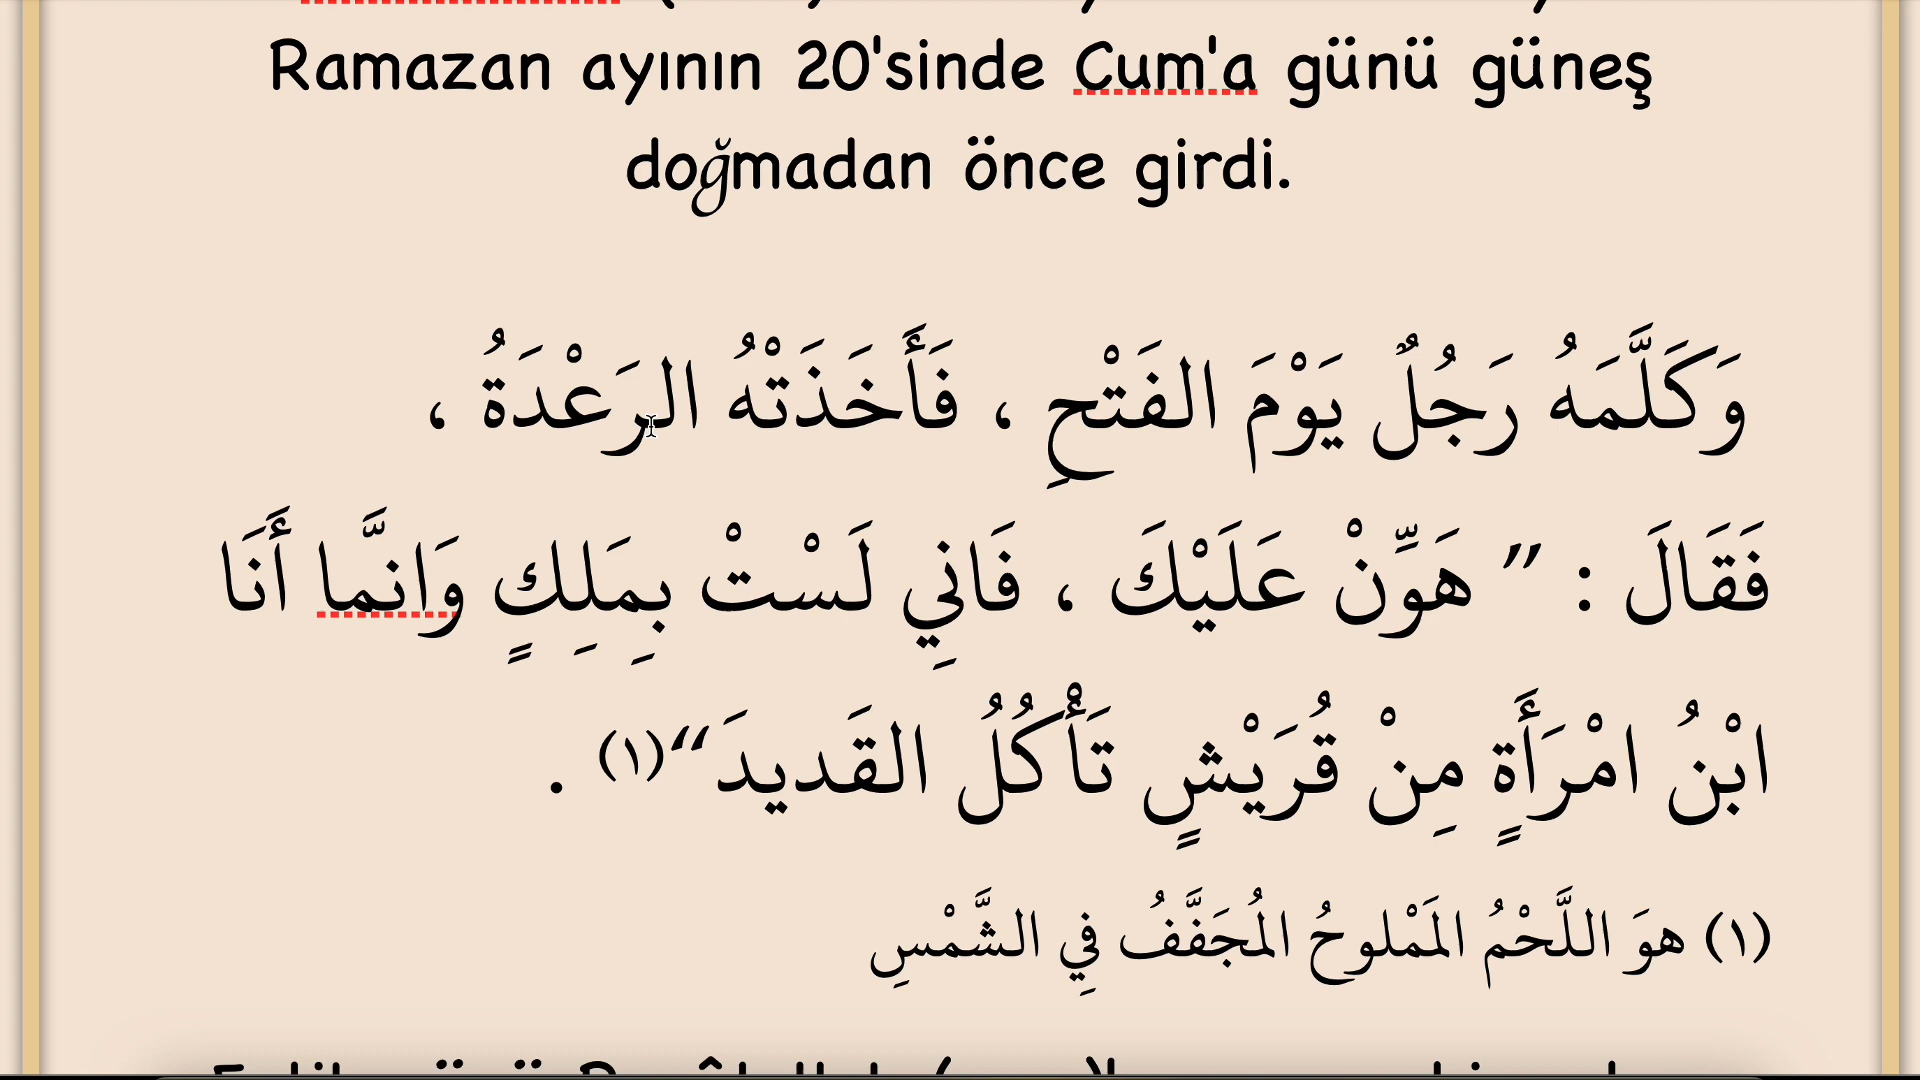 Ramazan ayının 20'sinde Cum'a günü güneş
doğmadan önce girdi.
وَكَلَّمَهُ رَجُلٌ يَوْمَ الفَتْحِ ، فَأَخَذَتْهُ الرَعْدَةُ ،
فَقَالَ : ” هَوِّنْ عَلَيْكَ ، فَانِي لَسْتْ بِمَلِكٍ وَانَّما أَنَا
ابْنُ امْرَأَةٍ مِنْ قُرَيْشٍ تَأْكُلُ القَديدَ“(١) .
(١) هوَ اللَّحْمُ المَمْلوحُ المُجَفَّفُ فِي الشَّمْسِ